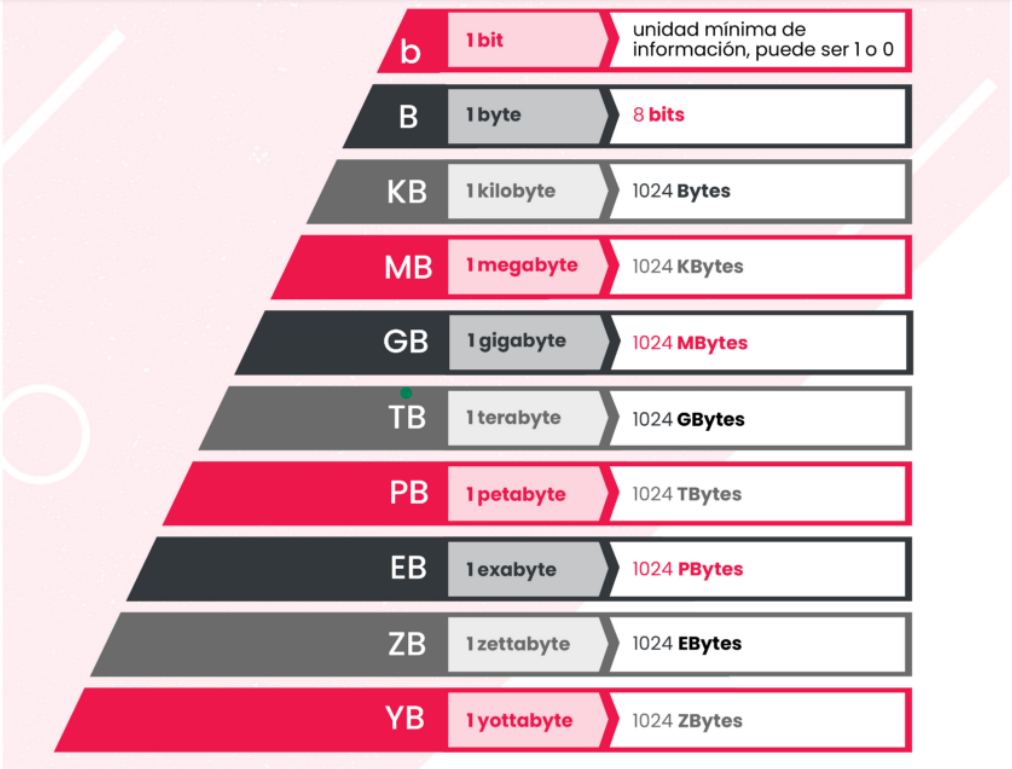 b 1 bit unidad mínima de
información, puede ser 1 o 0
B 1 byte 8 bits
KB 1 kilobyte 1024 Bytes
MB 1 megabyte 1024 KBytes
GB 1 gigabyte 1024 MBytes
TB 1 terabyte 1024 GBytes
PB 1 petabyte 1024 TBytes
EB 1 exabyte 1024 PBytes
ZB 1 zettabyte 1024 EBytes
YB 1 yottabyte 1024 ZBytes